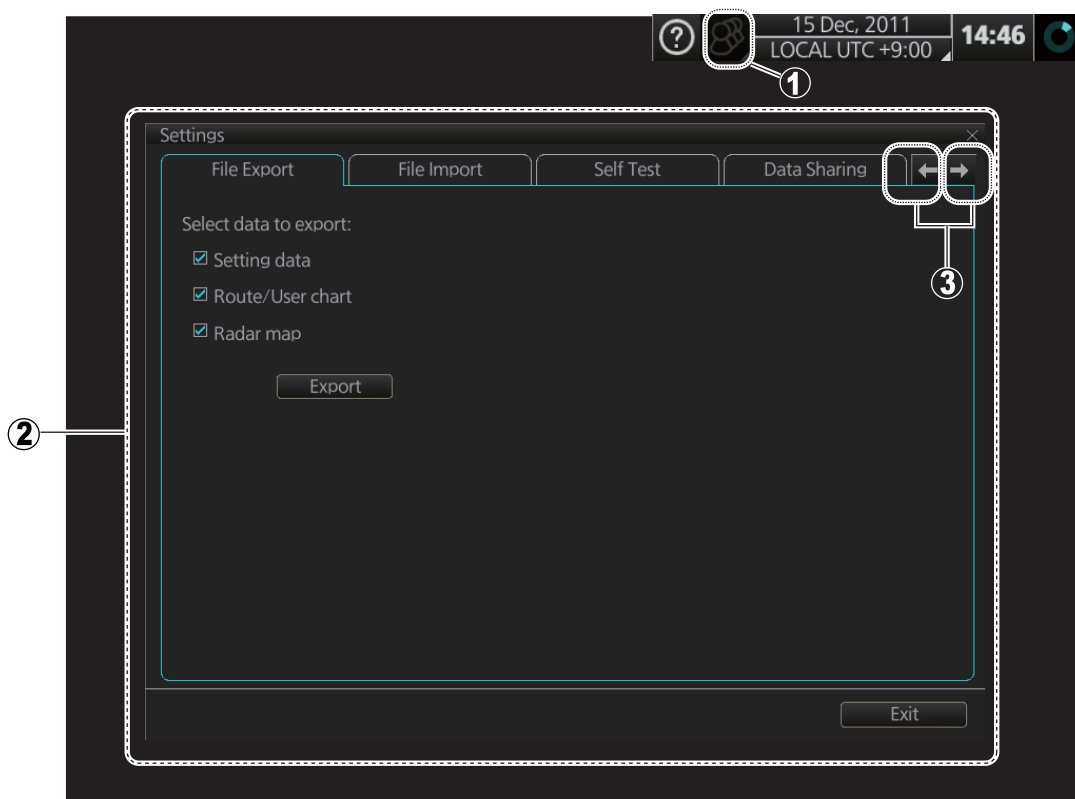 ?
15 Dec, 2011
LOCAL UTC +9:00
14:46
1
Settings
File Export
File Import
Self Test
Data Sharing
Select data to export:
3
Setting data
Route/User chart
Radar map
Export
2
Exit